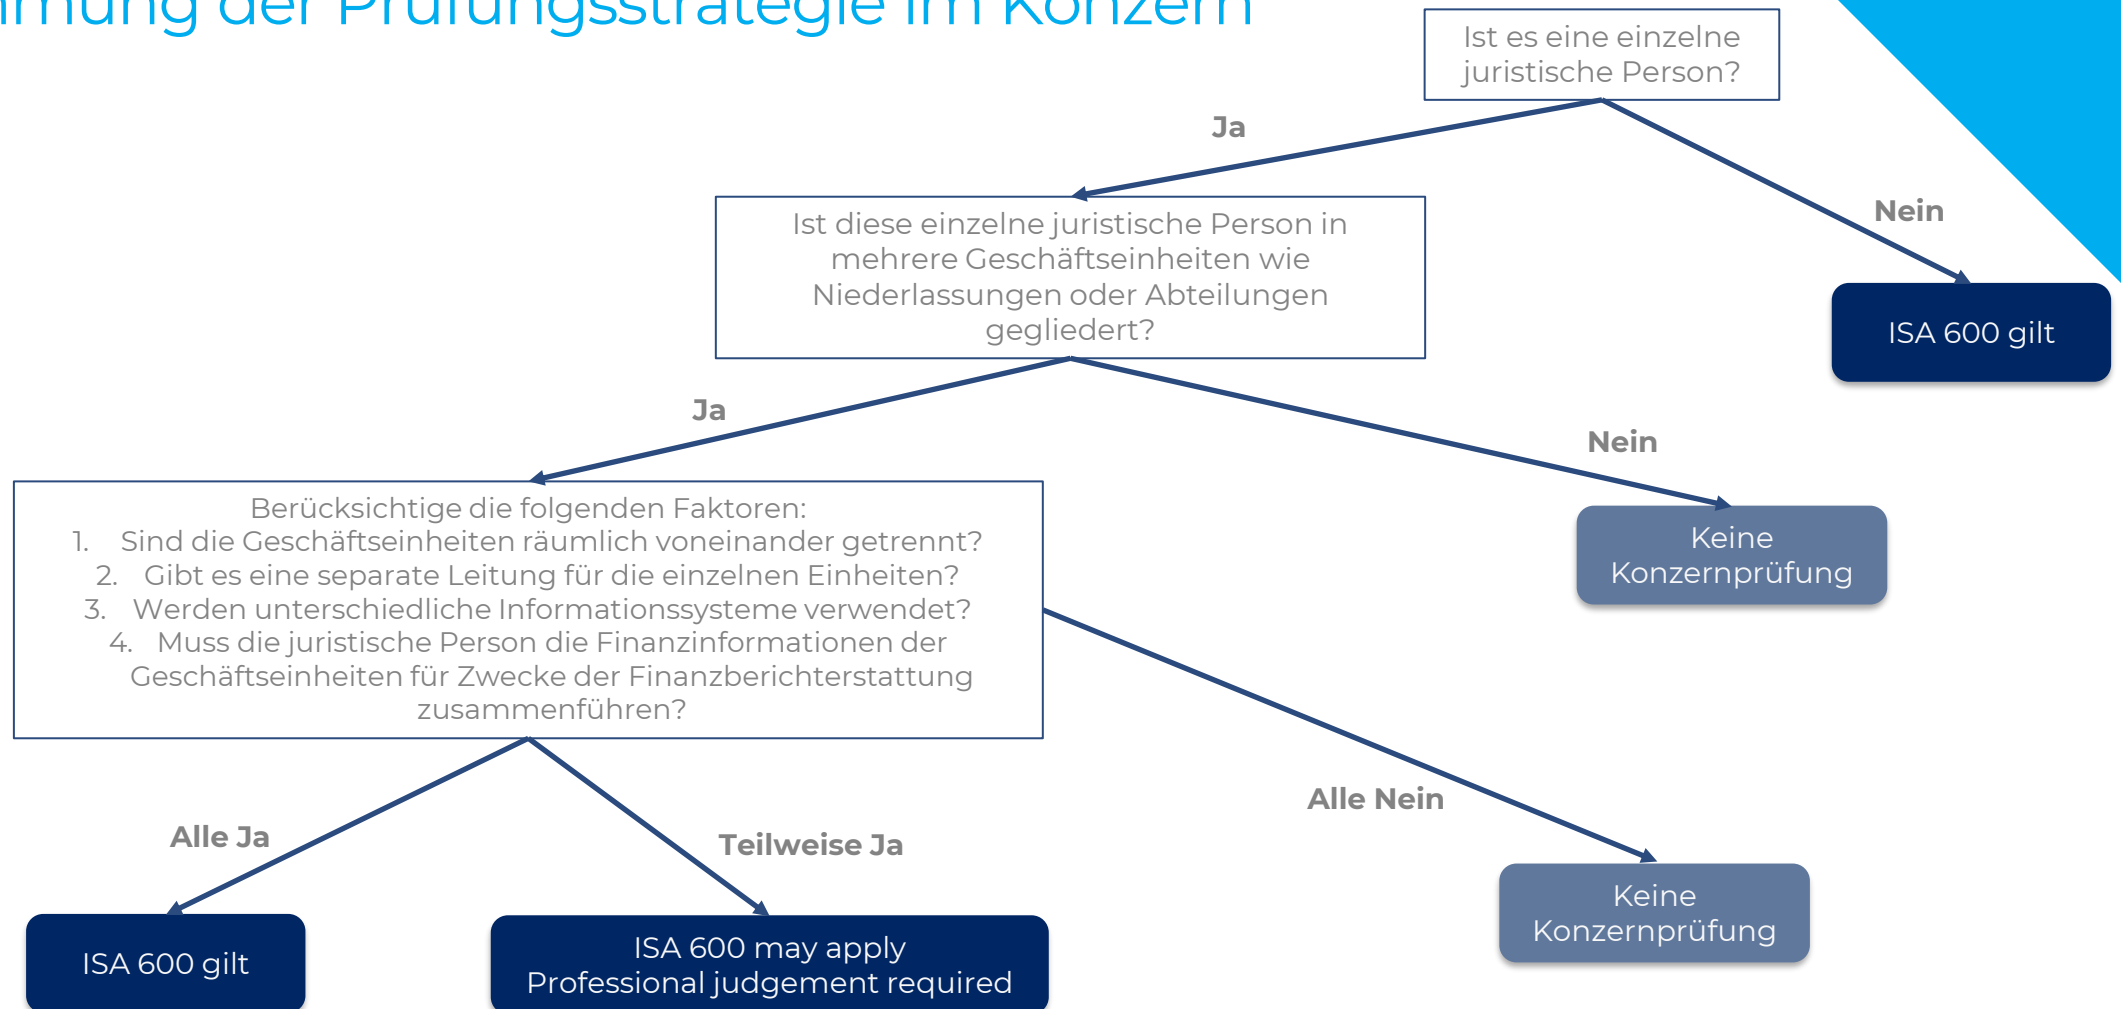 der Prüfungsstrategie im Konzern
Ist es eine einzelne
juristische Person?
Ja
Nein
Ist diese einzelne juristische Person in
mehrere Geschäftseinheiten wie
Niederlassungen oder Abteilungen
gegliedert?
ISA 600 gilt
Ja
Nein
Berücksichtige die folgenden Faktoren:
1. Sind die Geschäftseinheiten räumlich voneinander getrennt?
2. Gibt es eine separate Leitung für die einzelnen Einheiten?
3. Werden unterschiedliche Informationssysteme verwendet?
4. Muss die juristische Person die Finanzinformationen der
Geschäftseinheiten für Zwecke der Finanzberichterstattung
zusammenführen?
Keine
Konzernprüfung
Alle Ja
Teilweise Ja
Alle Nein
ISA 600 gilt
ISA 600 may apply
Professional judgement required
Keine
Konzernprüfung